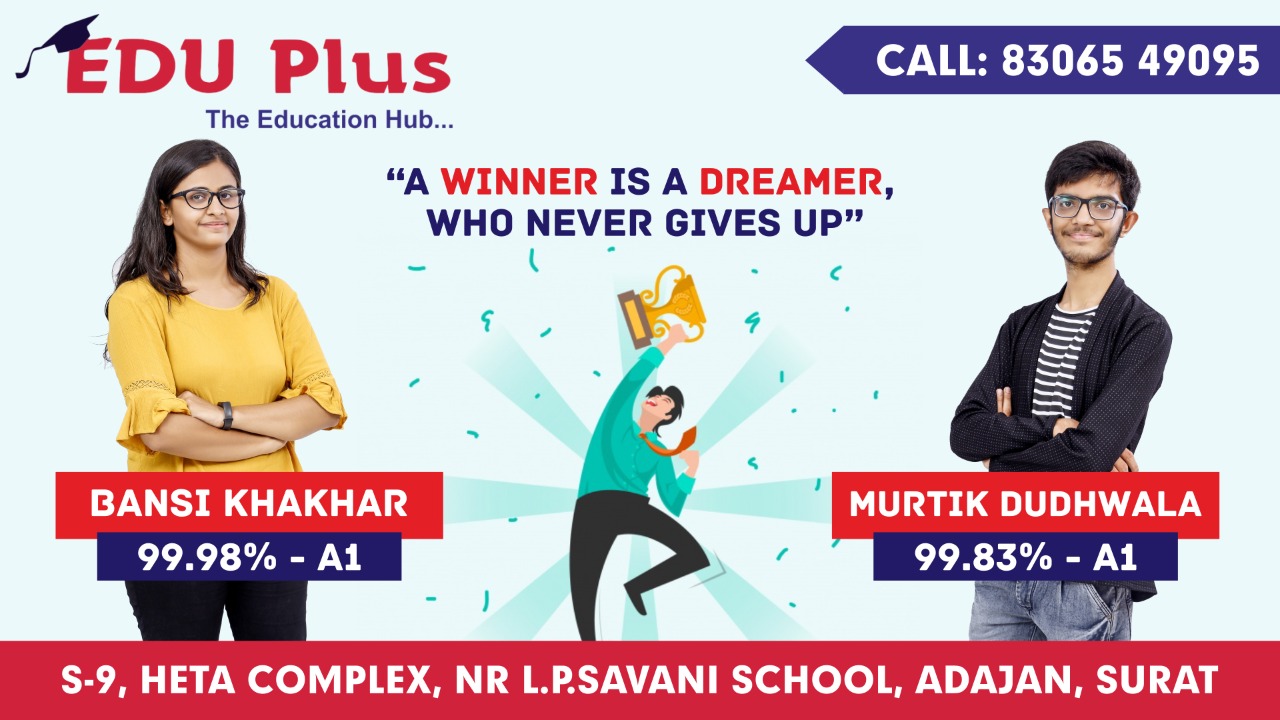 EDU Plus
The Education Hub...
CALL: 83065 49095
“A WINNER IS A DREAMER,
WHO NEVER GIVES UP”
BANSI KHAKHAR
99.98% - A1
MURTIK DUDHWALA
99.83% - A1
S-9, HETA COMPLEX, NR L.P.SAVANI SCHOOL, ADAJAN, SURAT